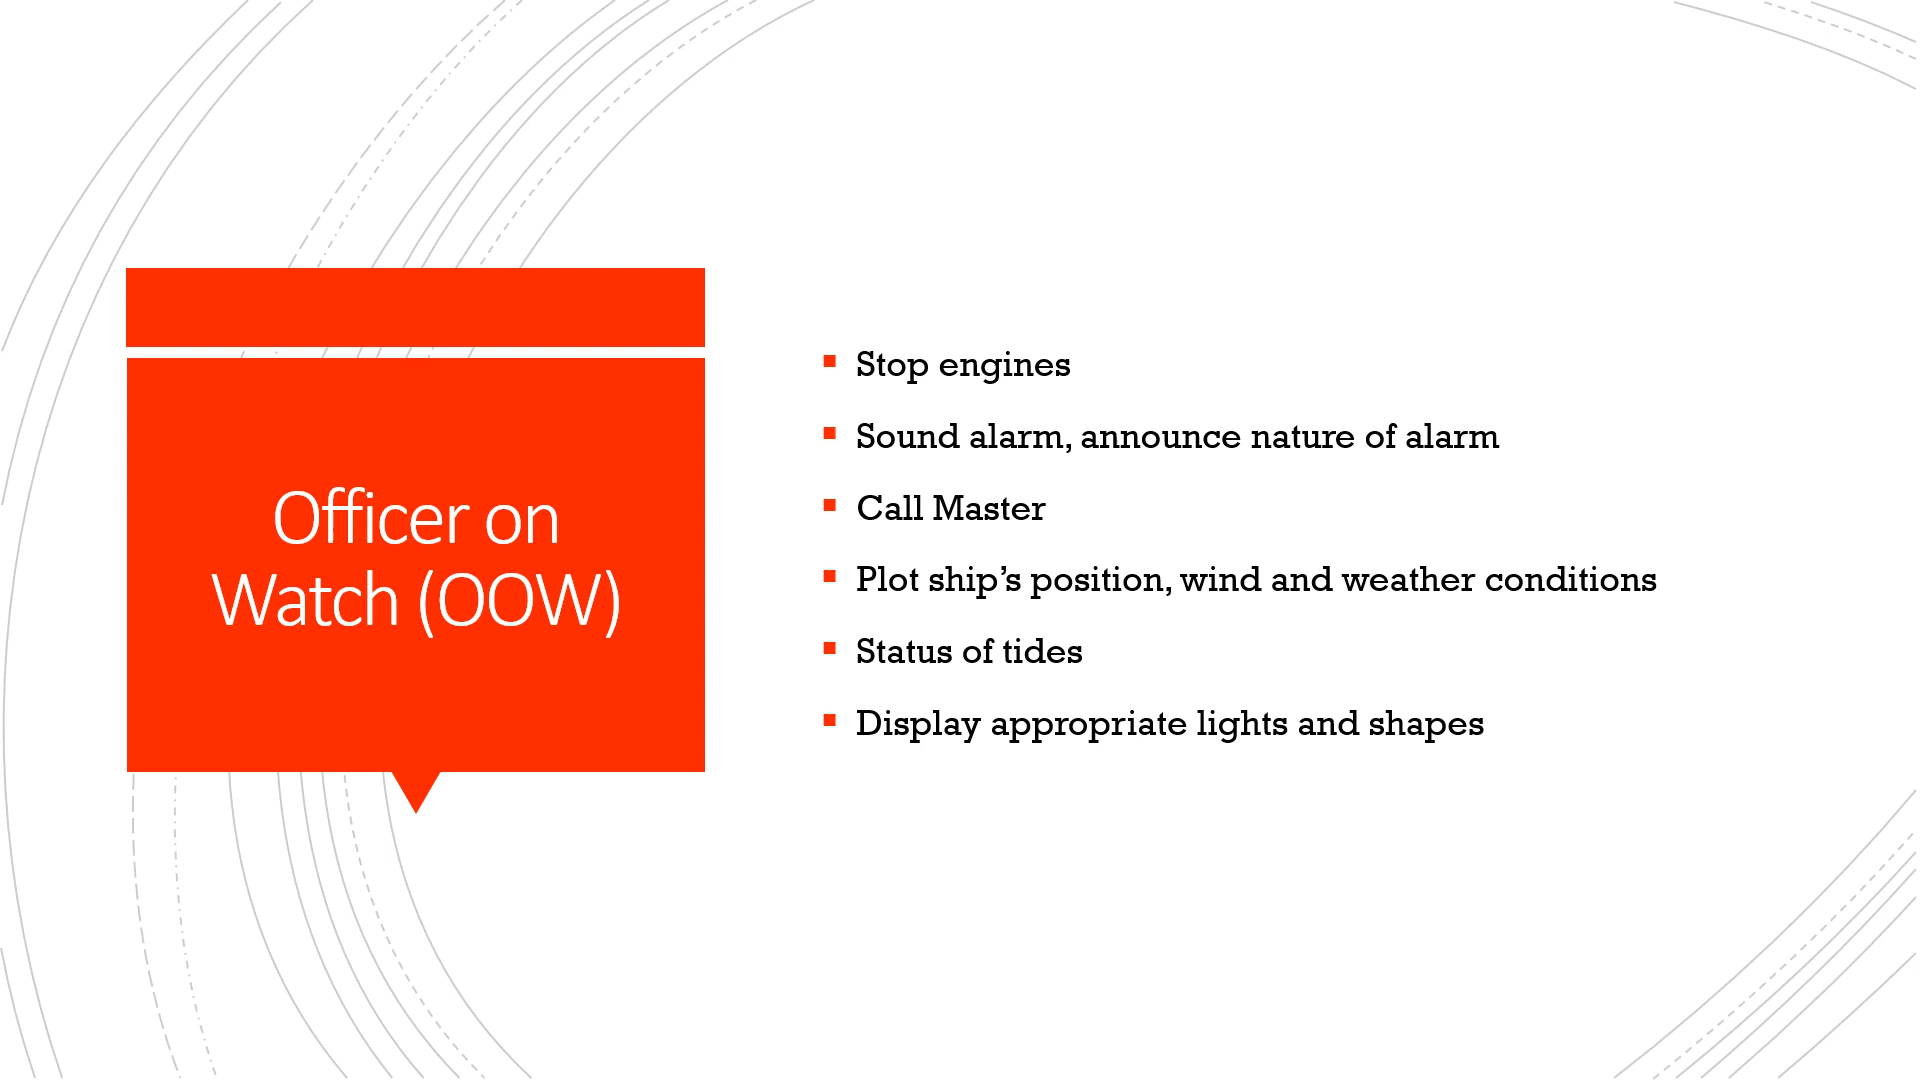 Officer on
Watch (OOW)
Stop engines
Sound alarm, announce nature of alarm
Call Master
Plot ship’s position, wind and weather conditions
Status of tides
Display appropriate lights and shapes